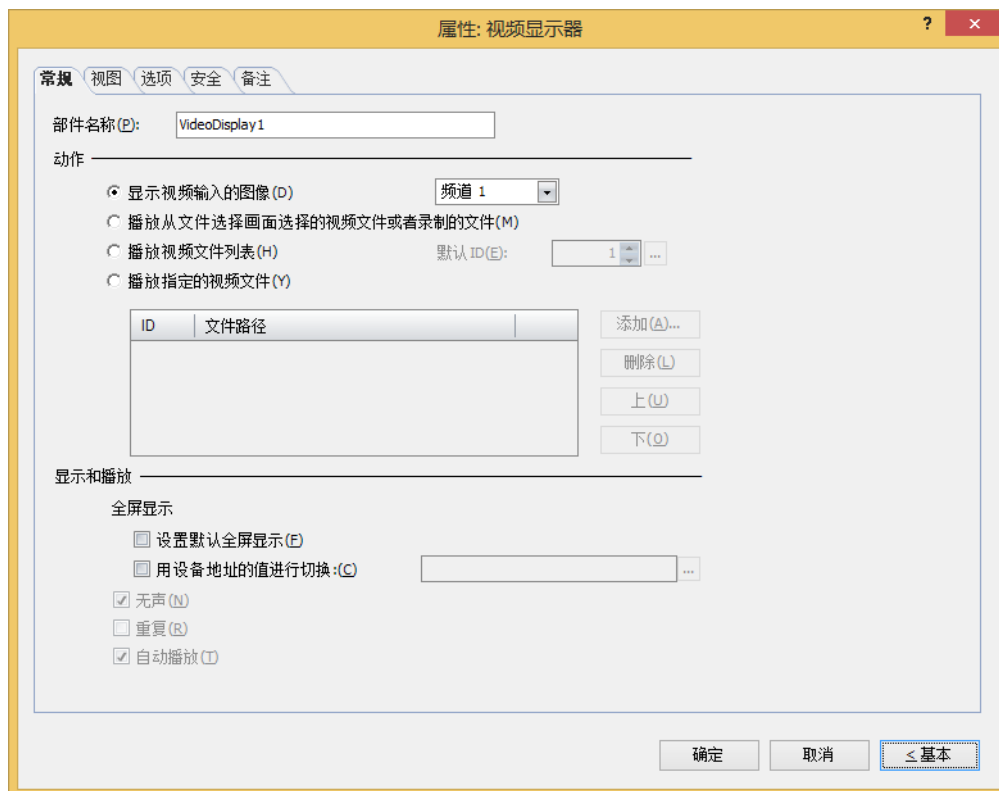 属性: 视频显示器
?
常规 视图 选项 安全 备注
部件名称(P): VideoDisplay1
动作
显示视频输入的图像(D) 频道 1
播放从文件选择画面选择的视频文件或者录制的文件(M)
播放视频文件列表(H) 默认 ID(E): 1 ...
播放指定的视频文件(Y)
ID 文件路径
添加(A)...
删除(L)
上(U)
下(O)
显示和播放
全屏显示
设置默认全屏显示(F)
用设备地址的值进行切换:(C) ...
无声(N)
重复(R)
自动播放(T)
确定 取消 <基本